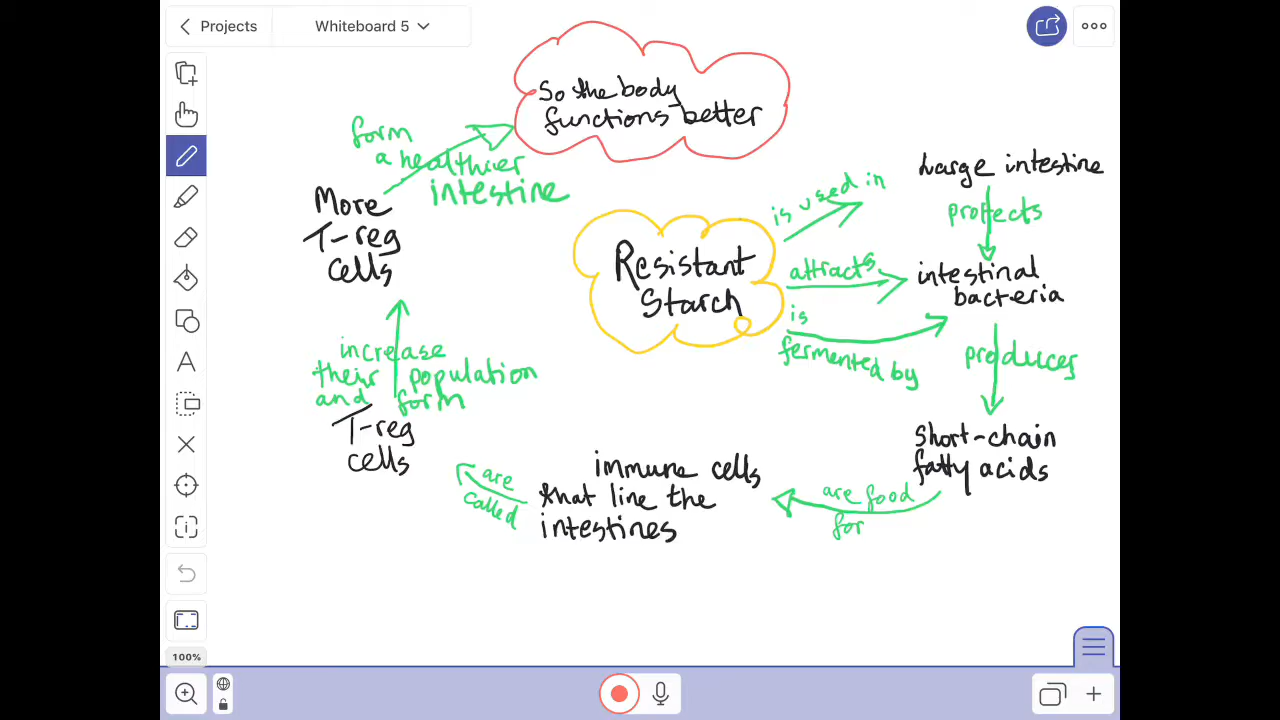 Projects
Whiteboard 5
So the body
functions better
form
a healthier
intestine
More
T-reg
cells
is used in
Large intestine
protects
Resistant
Starch
attracts
intestinal
bacteria
is
fermented by
produces
increase
their population
and form
T-reg
cells
Short-chain
fatty acids
are food
for
immune cells
that line the
intestines
are
called
A
100%